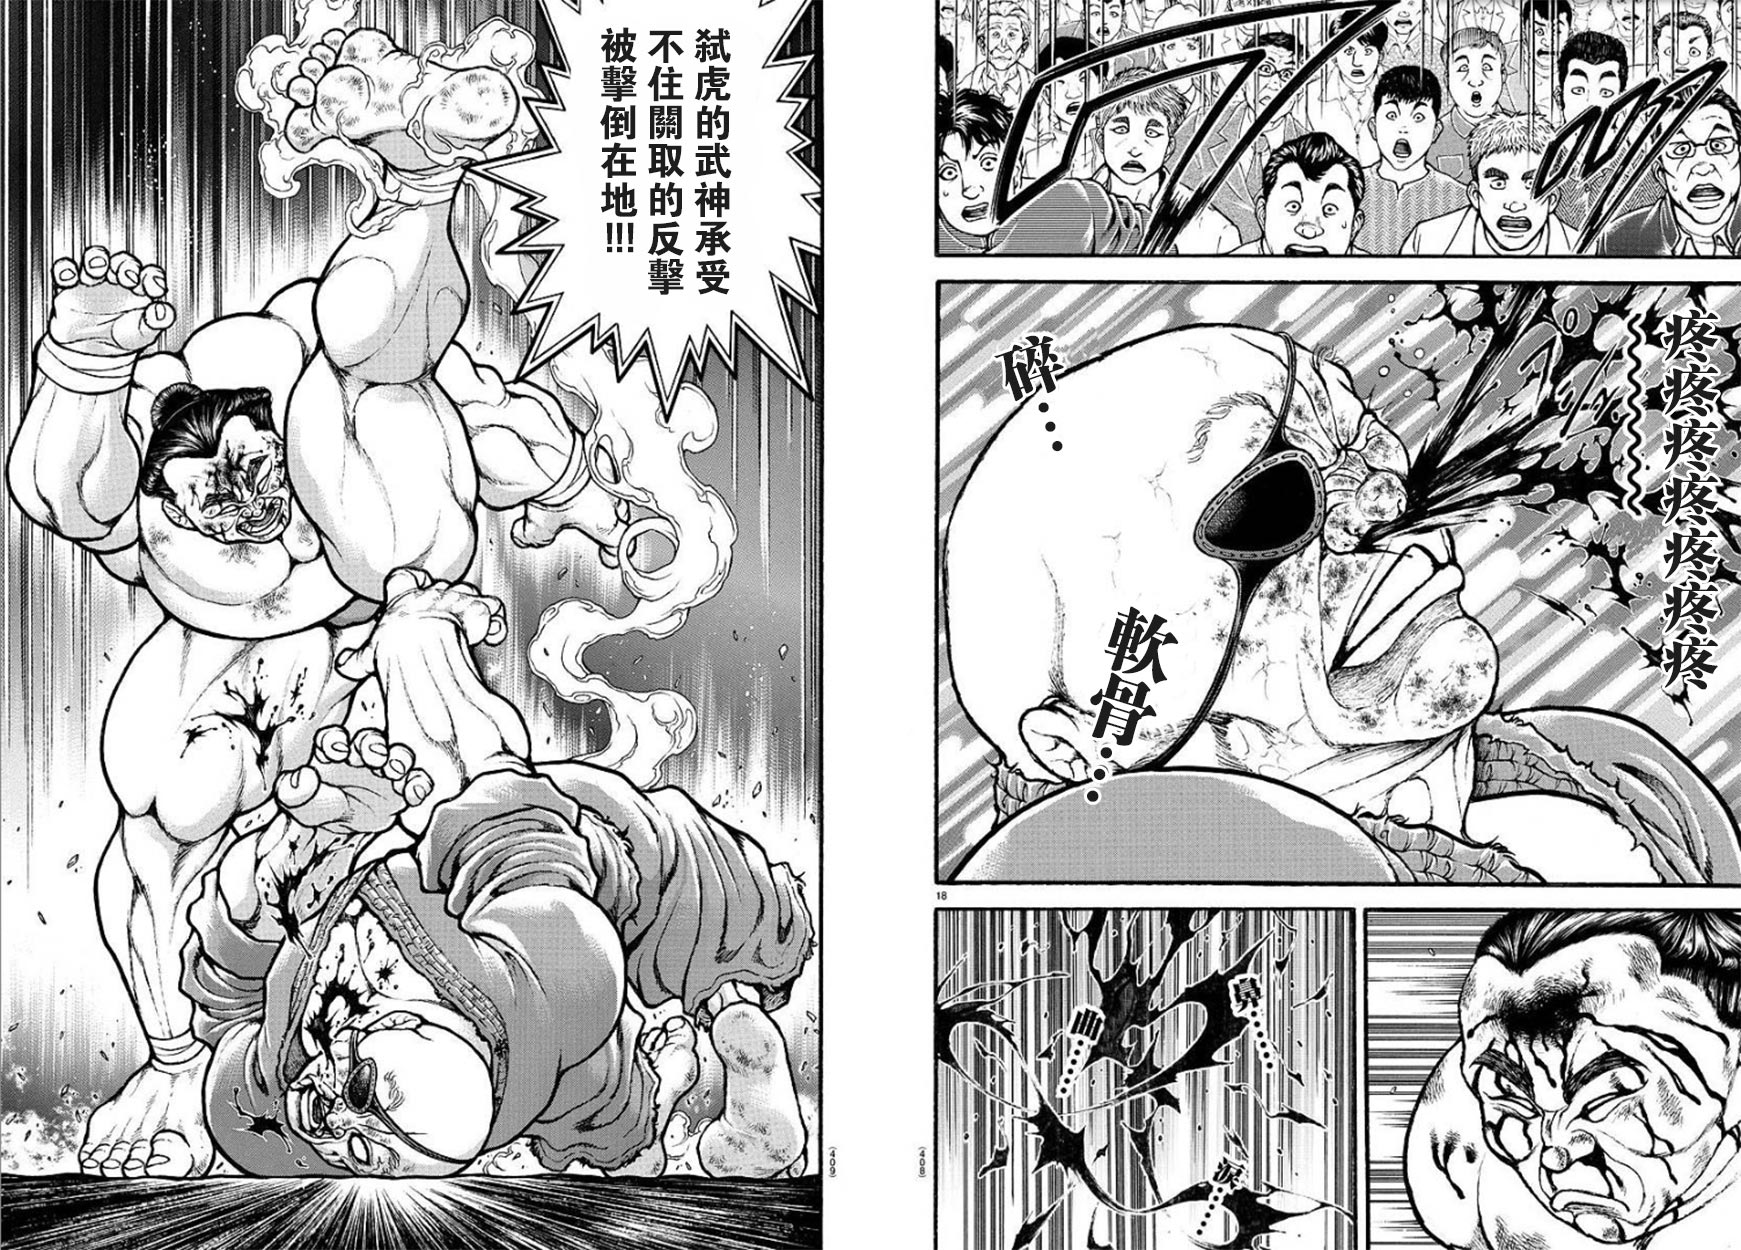 疼疼疼疼疼疼疼
碎…
軟骨…
18
鼻……
曲……
淚……
(408)
弑虎的武神承受
不住關取的反擊
被擊倒在地!!!
(409)